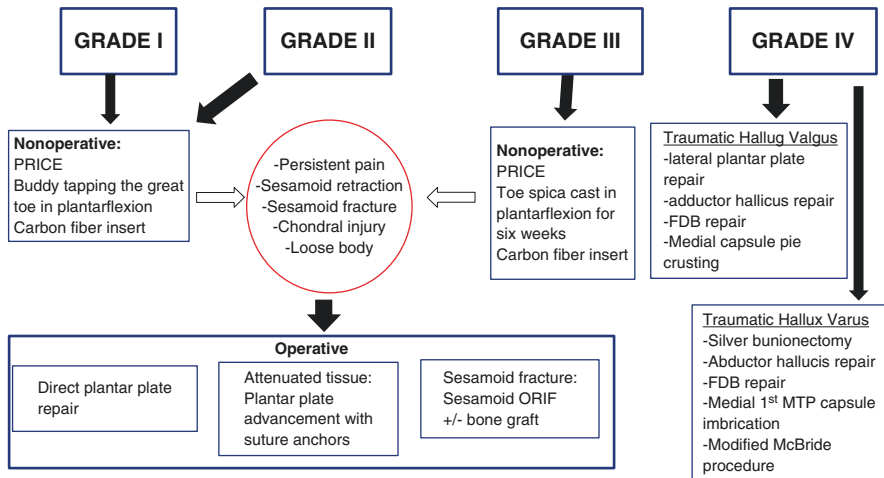 GRADE I
GRADE II
GRADE III
GRADE IV
Nonoperative:
PRICE
Buddy tapping the great
toe in plantarflexion
Carbon fiber insert
-Persistent pain
-Sesamoid retraction
-Sesamoid fracture
-Chondral injury
-Loose body
Nonoperative:
PRICE
Toe spica cast in
plantarflexion for
six weeks
Carbon fiber insert
Traumatic Hallug Valgus
-lateral plantar plate
repair
-adductor hallicus repair
-FDB repair
-Medial capsule pie
crusting
Operative
Direct plantar plate
repair
Attenuated tissue:
Plantar plate
advancement with
suture anchors
Sesamoid fracture:
Sesamoid ORIF
+/- bone graft
Traumatic Hallux Varus
-Silver bunionectomy
-Abductor hallucis repair
-FDB repair
-Medial 1st MTP capsule
imbrication
-Modified McBride
procedure